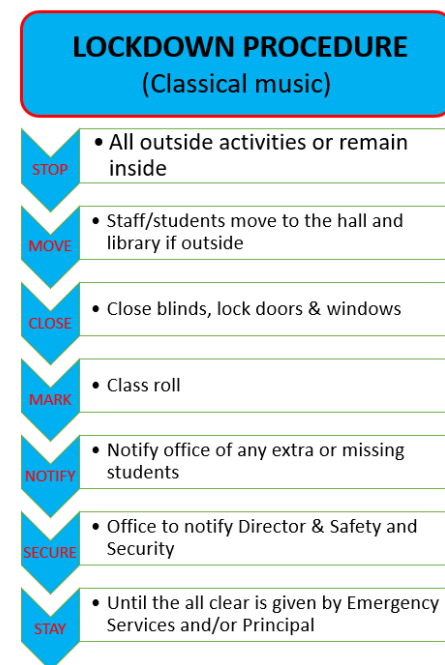 LOCKDOWN PROCEDURE
(Classical music)
STOP
• All outside activities or remain
inside
MOVE
• Staff/students move to the hall and
library if outside
CLOSE
• Close blinds, lock doors & windows
MARK
• Class roll
NOTIFY
• Notify office of any extra or missing
students
SECURE
• Office to notify Director & Safety and
Security
STAY
• Until the all clear is given by Emergency
Services and/or Principal